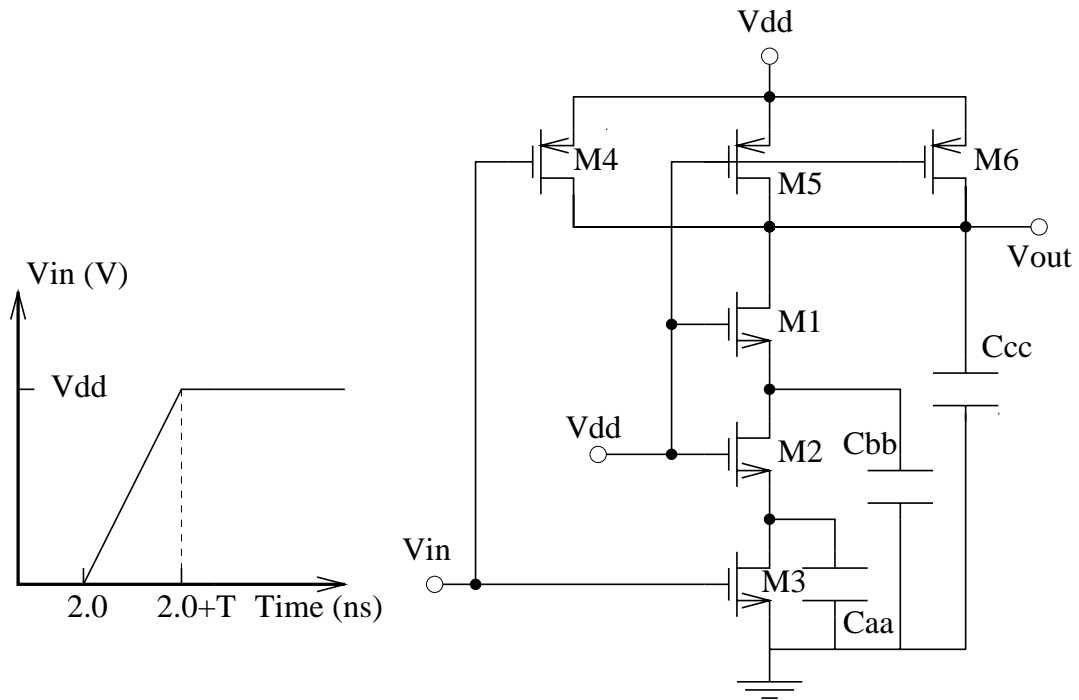 Vdd
M4
M5
M6
Vout
Vin (V)
M1
Ccc
Vdd
Vdd
M2
Cbb
Vin
M3
2.0
2.0+T
Time (ns)
Caa